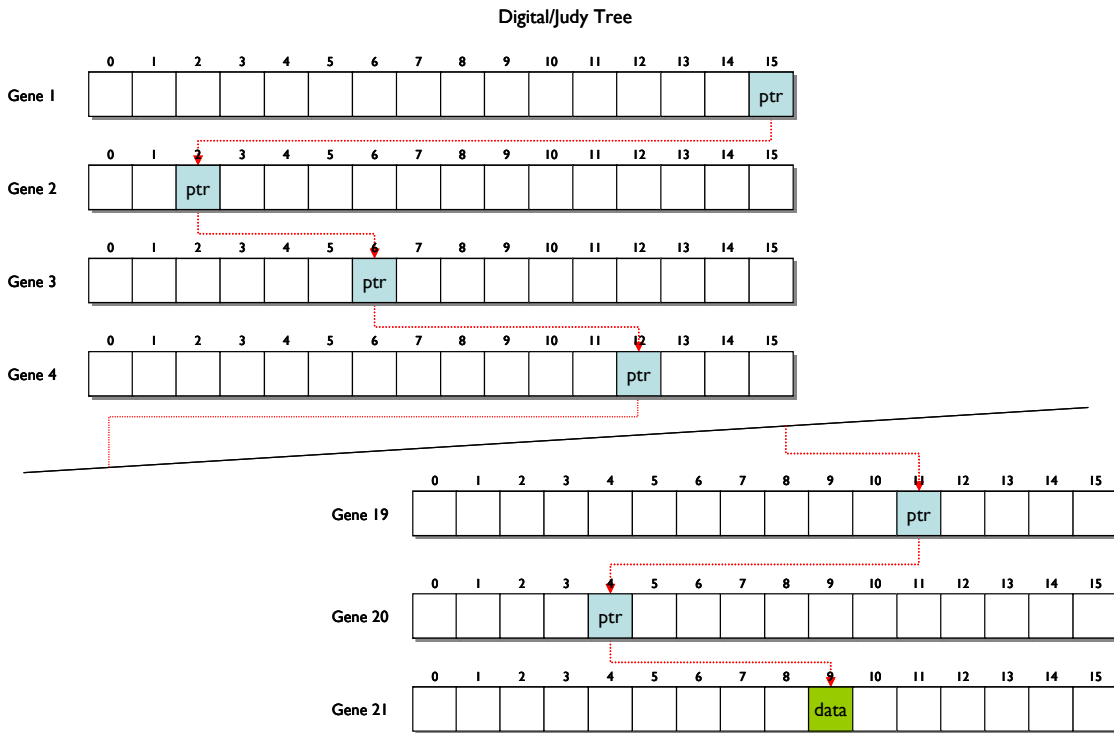 Digital/Judy Tree
0 1 2 3 4 5 6 7 8 9 10 11 12 13 14 15
Gene 1 ptr
0 1 2 3 4 5 6 7 8 9 10 11 12 13 14 15
Gene 2 ptr
0 1 2 3 4 5 6 7 8 9 10 11 12 13 14 15
Gene 3 ptr
0 1 2 3 4 5 6 7 8 9 10 11 12 13 14 15
Gene 4 ptr
0 1 2 3 4 5 6 7 8 9 10 11 12 13 14 15
Gene 19 ptr
0 1 2 3 4 5 6 7 8 9 10 11 12 13 14 15
Gene 20 ptr
0 1 2 3 4 5 6 7 8 9 10 11 12 13 14 15
Gene 21 data